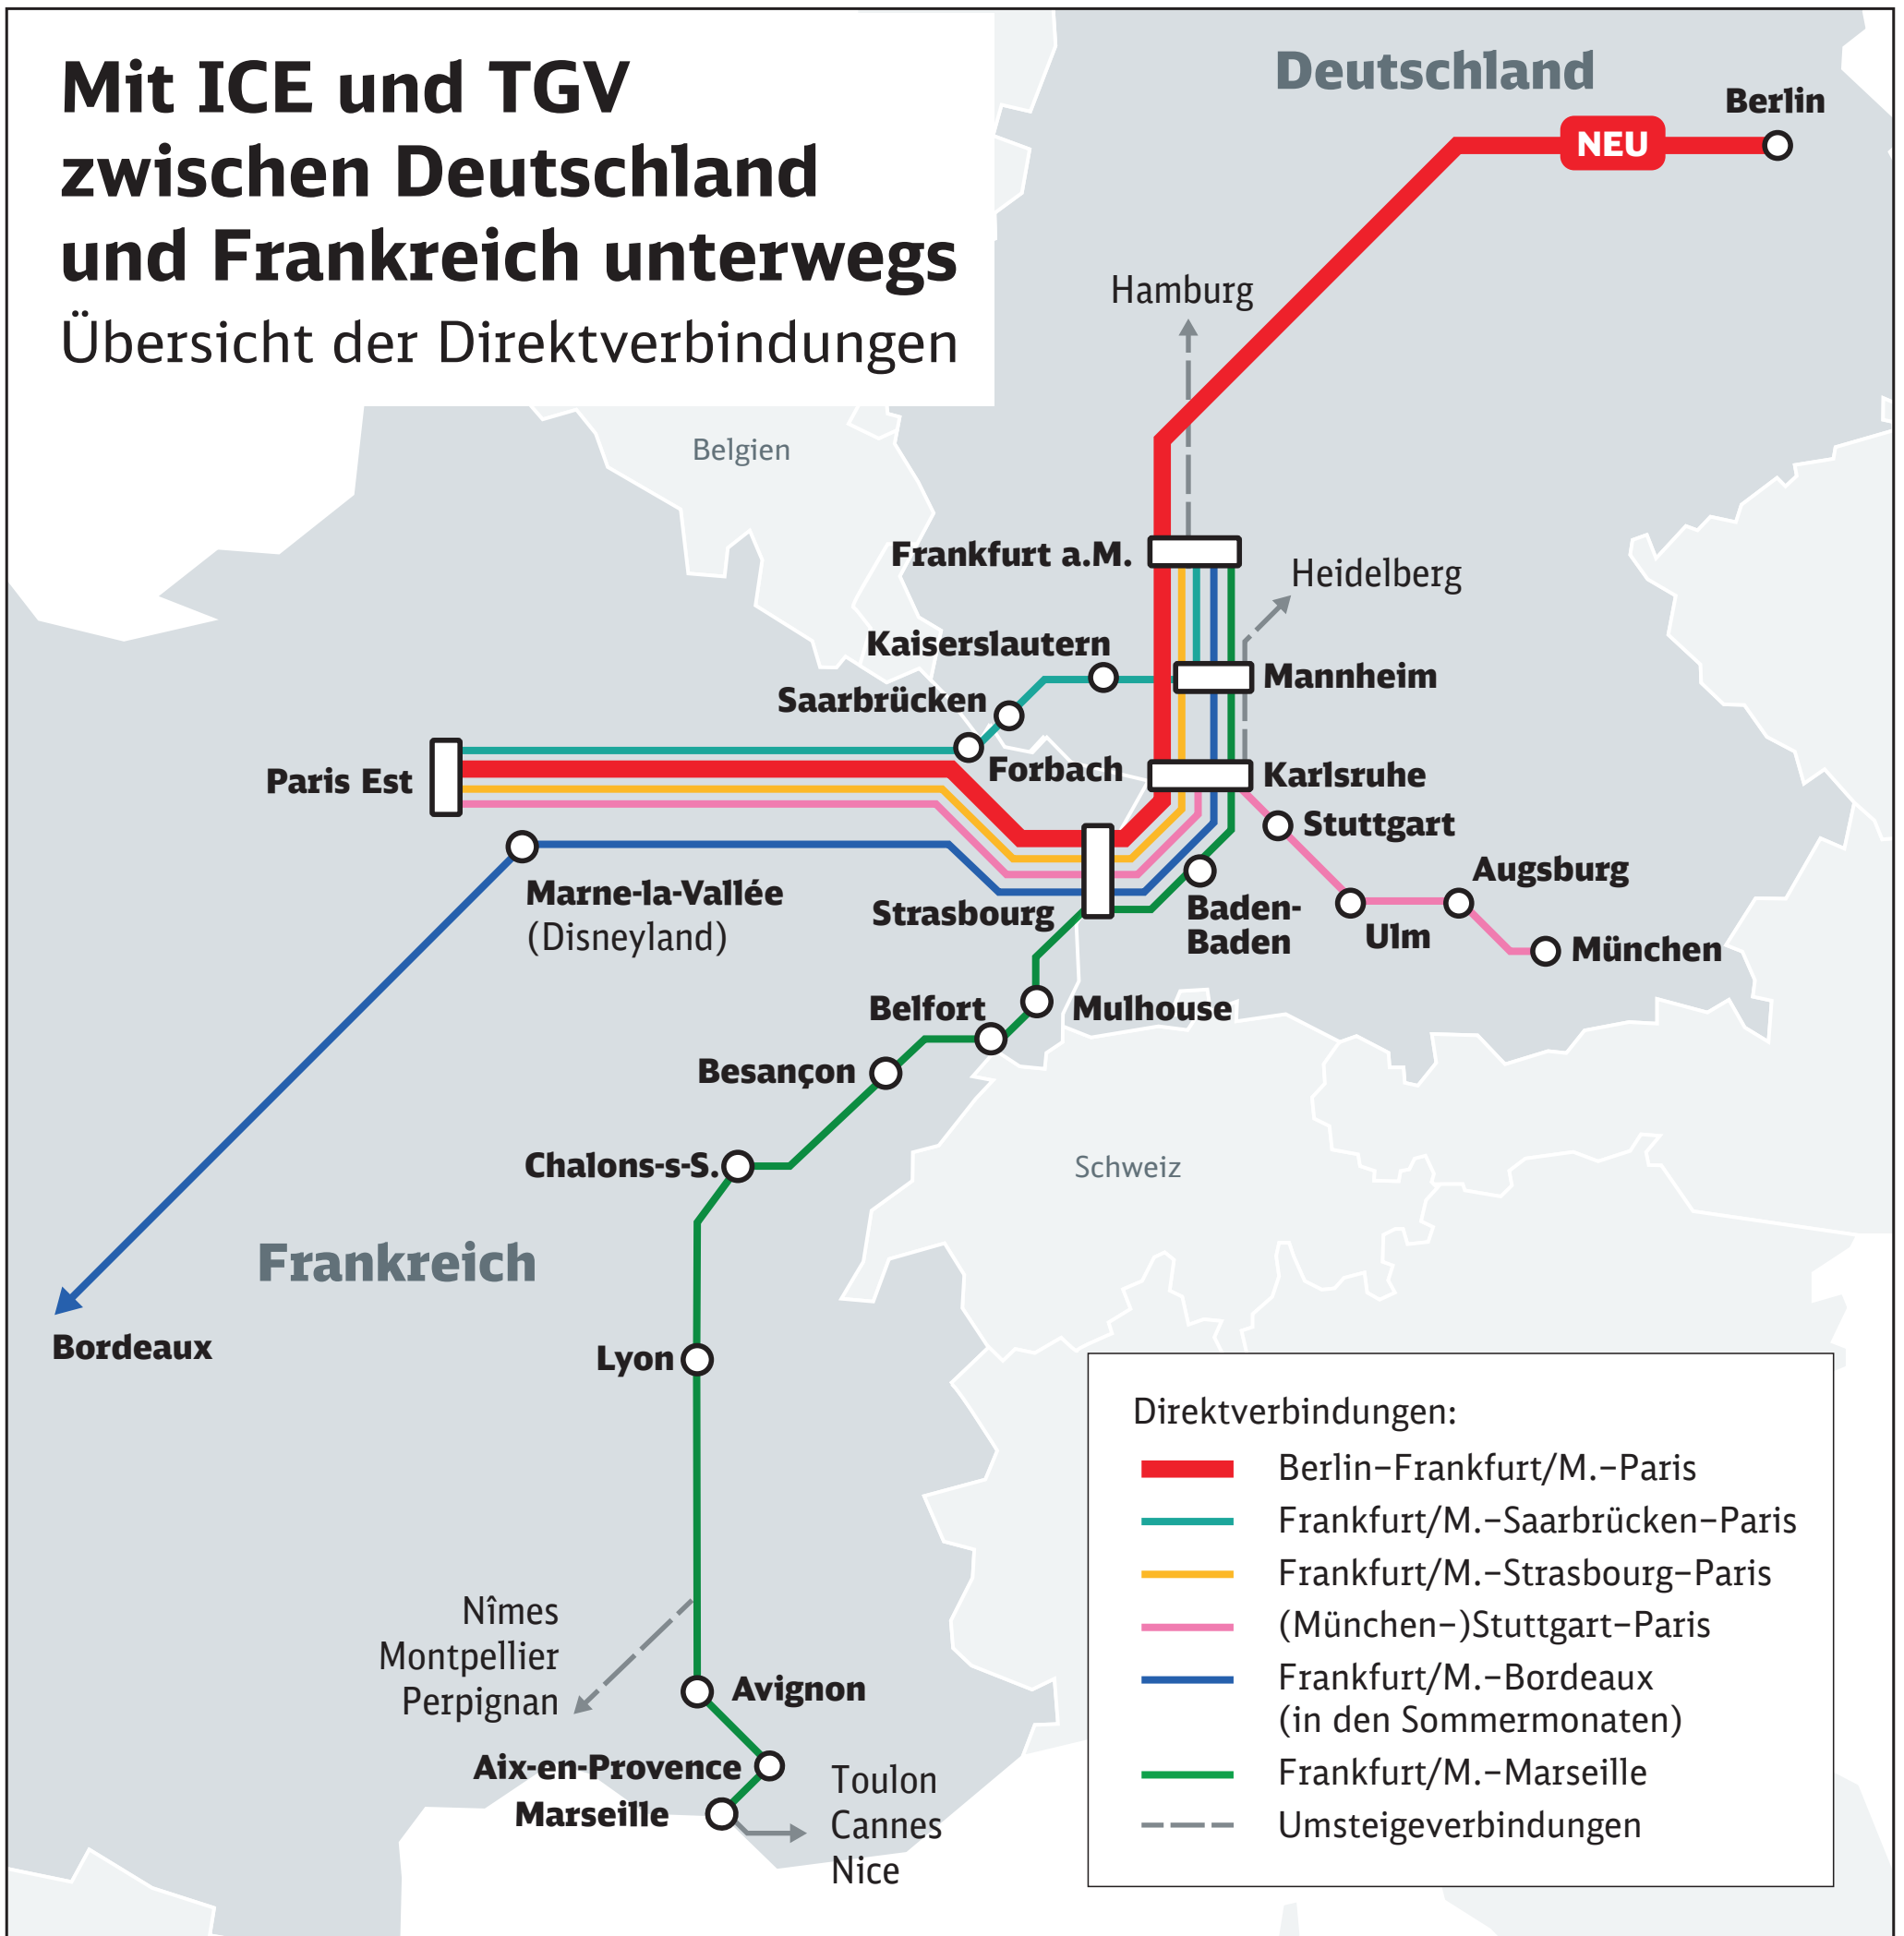 Mit ICE und TGV
zwischen Deutschland
und Frankreich unterwegs
Übersicht der Direktverbindungen
Deutschland
Berlin
NEU
Hamburg
Belgien
Frankfurt a.M.
Heidelberg
Kaiserslautern
Mannheim
Saarbrücken
Forbach
Karlsruhe
Paris Est
Stuttgart
Augsburg
Marne-la-Vallée
(Disneyland)
Strasbourg
Baden-
Baden
Ulm
München
Belfort
Mulhouse
Besançon
Chalons-s-S.
Schweiz
Frankreich
Bordeaux
Lyon
Nîmes
Montpellier
Perpignan
Avignon
Aix-en-Provence
Marseille
Toulon
Cannes
Nice
Direktverbindungen:
Berlin–Frankfurt/M.–Paris
Frankfurt/M.–Saarbrücken–Paris
Frankfurt/M.–Strasbourg–Paris
(München–)Stuttgart–Paris
Frankfurt/M.–Bordeaux
(in den Sommermonaten)
Frankfurt/M.–Marseille
Umsteigeverbindungen